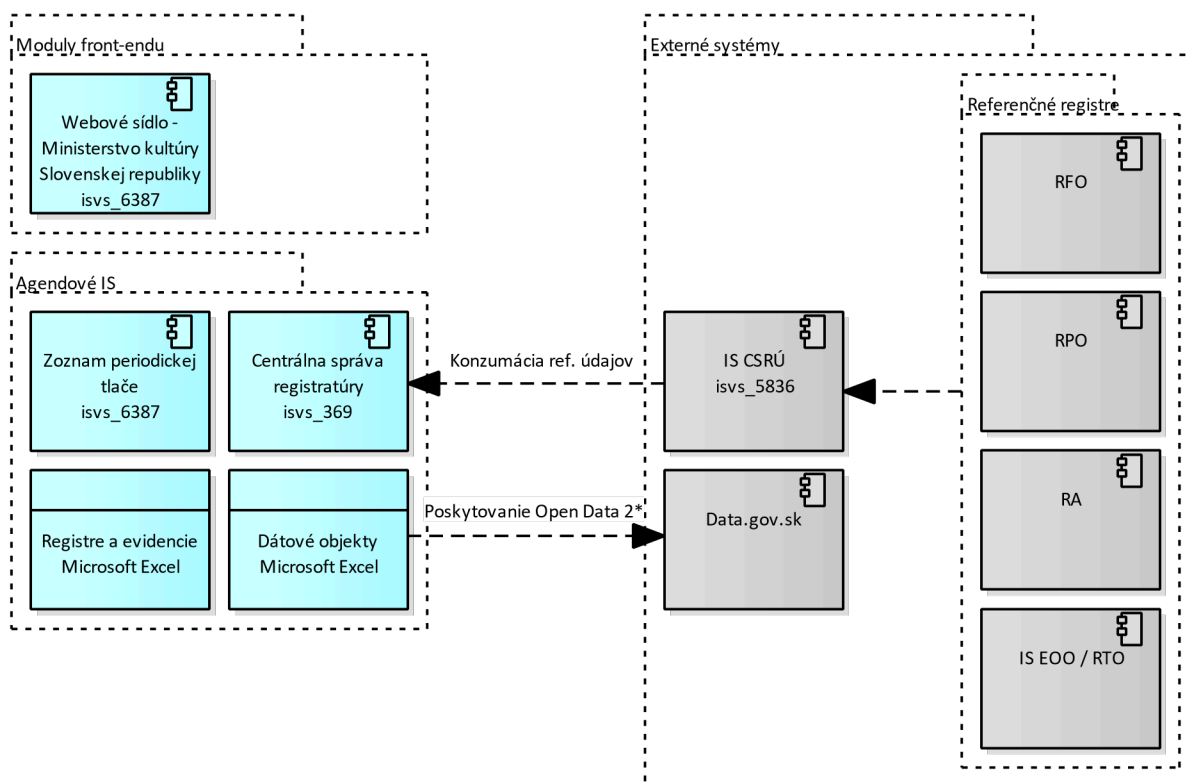 Moduly front-endu
Webové sídlo -
Ministerstvo kultúry
Slovenskej republiky
isvs_6387
Agendové IS
Zoznam periodickej
tlače
isvs_6387
Centrálna správa
registratúry
isvs_369
Registre a evidencie
Microsoft Excel
Dátové objekty
Microsoft Excel
Konzumácia ref. údajov
Poskytovanie Open Data 2*
Externé systémy
IS CSRÚ
isvs_5836
Data.gov.sk
Referenčné registre
RFO
RPO
RA
IS EOO / RTO